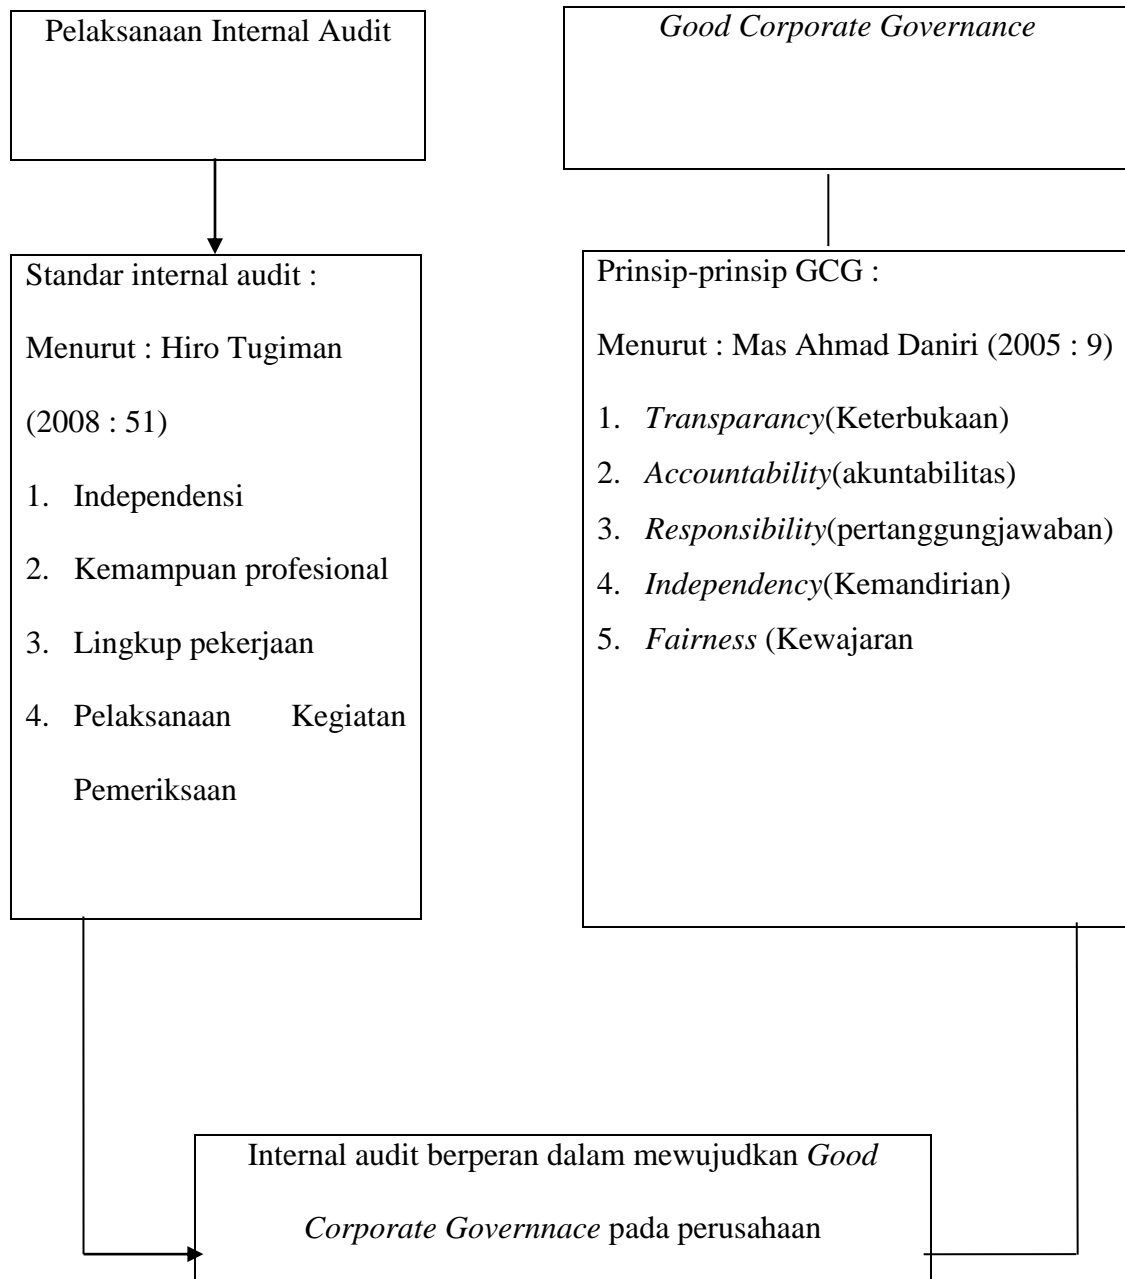 Pelaksanaan Internal Audit
Good Corporate Governance
Standar internal audit :
Menurut : Hiro Tugiman
(2008 : 51)
1. Independensi
2. Kemampuan profesional
3. Lingkup pekerjaan
4. Pelaksanaan Kegiatan
Pemeriksaan
Prinsip-prinsip GCG :
Menurut : Mas Ahmad Daniri (2005 : 9)
1. Transparancy(Keterbukaan)
2. Accountability(akuntabilitas)
3. Responsibility(pertanggungjawaban)
4. Independency(Kemandirian)
5. Fairness (Kewajaran
Internal audit berperan dalam mewujudkan Good
Corporate Governnace pada perusahaan